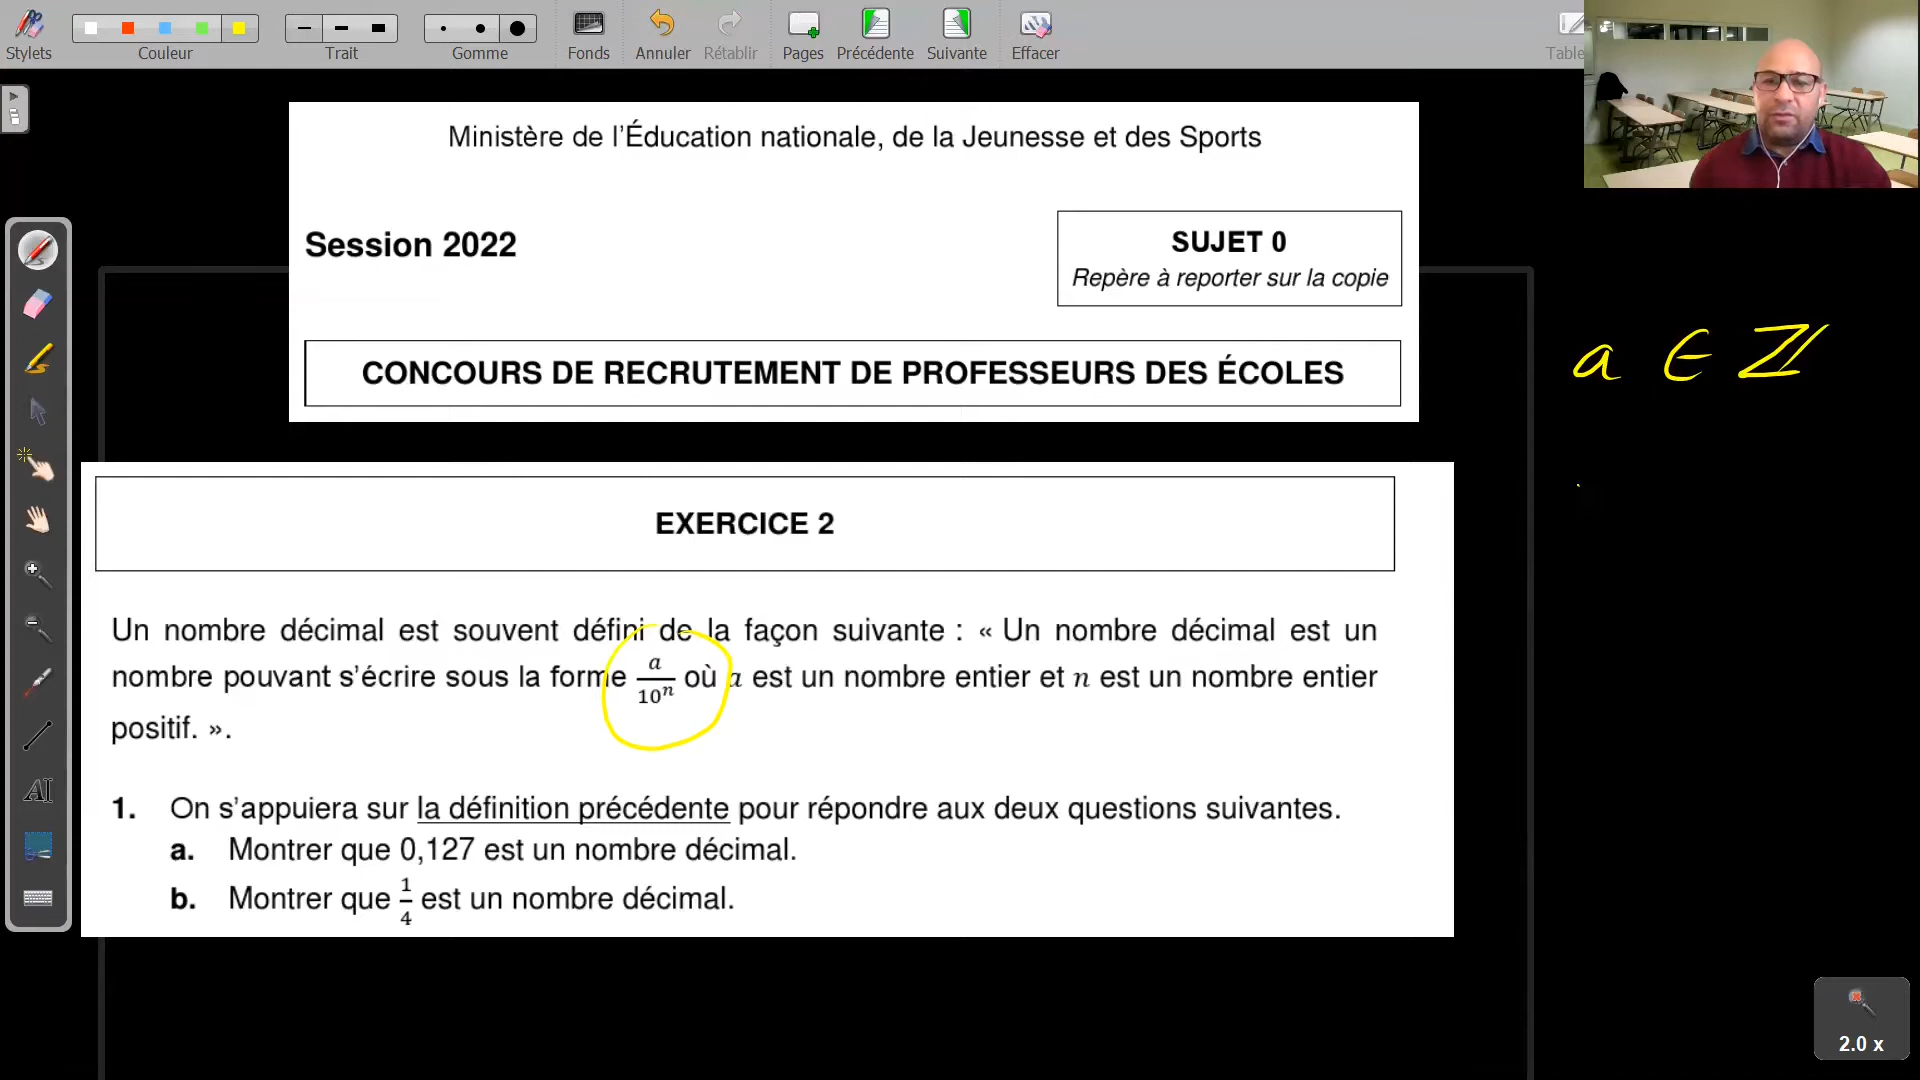 Stylets Couleur Trait Gomme Fonds Annuler Rétablir Pages Précédente Suivante Effacer
Ministère de l'Éducation nationale, de la Jeunesse et des Sports
Session 2022
SUJET 0
Repère à reporter sur la copie
CONCOURS DE RECRUTEMENT DE PROFESSEURS DES ÉCOLES
a ∈ ℤ
EXERCICE 2
Un nombre décimal est souvent défini de la façon suivante : « Un nombre décimal est un
nombre pouvant s'écrire sous la forme a/10ⁿ où a est un nombre entier et n est un nombre entier
positif. ».
1. On s'appuiera sur la définition précédente pour répondre aux deux questions suivantes.
a. Montrer que 0,127 est un nombre décimal.
b. Montrer que 1/4 est un nombre décimal.
AI
2.0 x